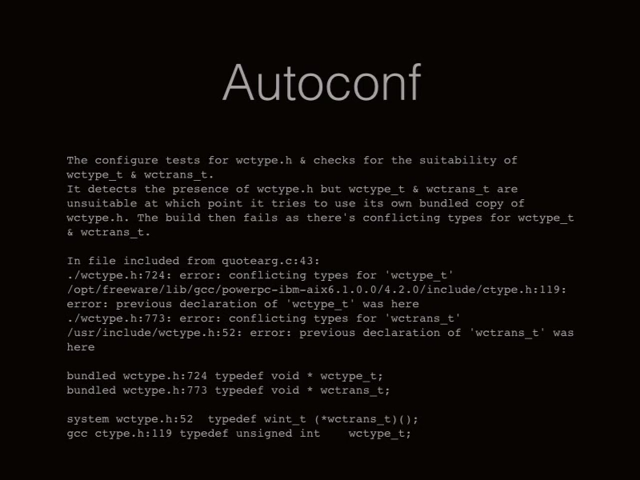 Autoconf
The configure tests for wctype.h & checks for the suitability of
wctype_t & wctrans_t.
It detects the presence of wctype.h but wctype_t & wctrans_t are
unsuitable at which point it tries to use its own bundled copy of
wctype.h. The build then fails as there's conflicting types for wctype_t
& wctrans_t.
In file included from quotearg.c:43:
./wctype.h:724: error: conflicting types for 'wctype_t'
/opt/freeware/lib/gcc/powerpc-ibm-aix6.1.0.0/4.2.0/include/ctype.h:119:
error: previous declaration of 'wctype_t' was here
./wctype.h:773: error: conflicting types for 'wctrans_t'
/usr/include/wctype.h:52: error: previous declaration of 'wctrans_t' was
here
bundled wctype.h:724 typedef void * wctype_t;
bundled wctype.h:773 typedef void * wctrans_t;
system wctype.h:52  typedef wint_t (*wctrans_t)();
gcc ctype.h:119 typedef unsigned int    wctype_t;